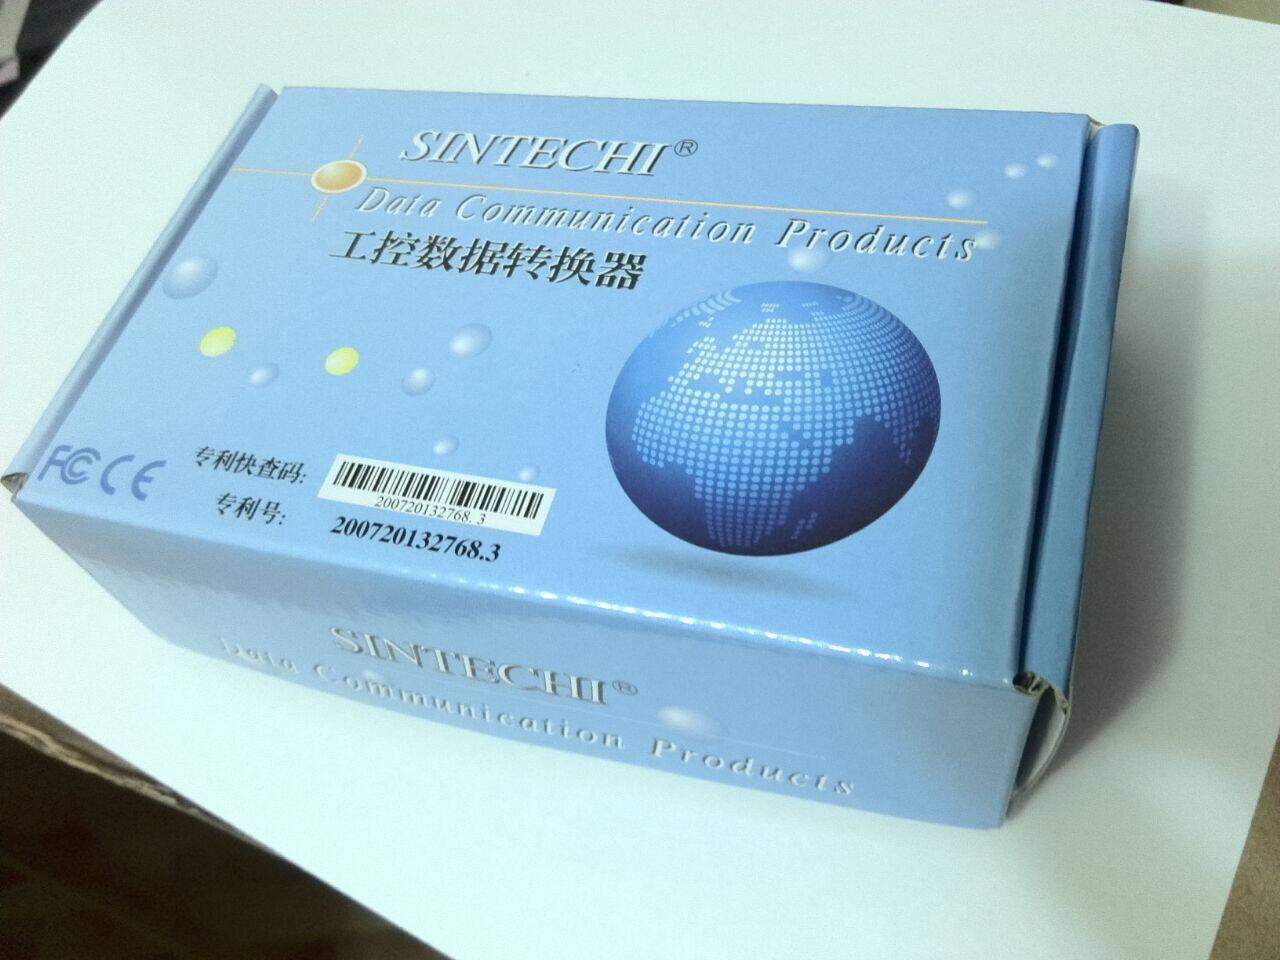 SINTECHI®
Data Communication Products
工控数据转换器
FC CE
专利快查码:
200720132768.3
专利号:
200720132768.3
SINTECHI®
Data Communication Products